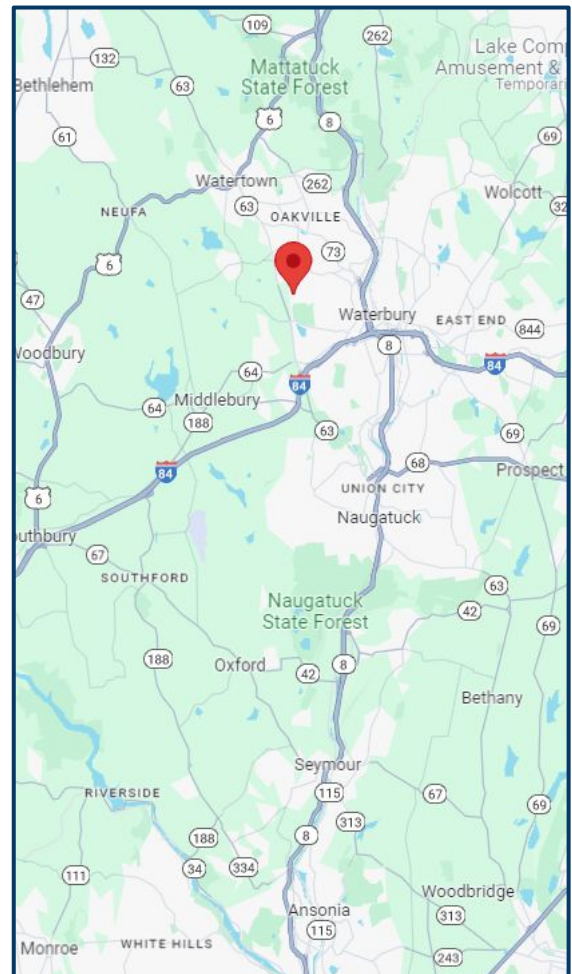 109
262
Lake Com
132
Mattatuck
State Forest
Amusement &
Temporari
Bethlehem
63
6
8
61
69
Watertown
262
Wolcott
63
32
NEUFA
OAKVILLE
73
6
47
Waterbury
EAST END
844
8
Woodbury
64
84
84
64
Middlebury
188
63
69
84
68
Prospect
6
UNION CITY
Naugatuck
outhbury
67
SOUTHFORD
63
Naugatuck
State Forest
42
69
188
Oxford
42
8
Bethany
Seymour
RIVERSIDE
115
67
69
313
188
8
34
334
111
Woodbridge
Ansonia
313
115
Monroe
WHITE HILLS
243